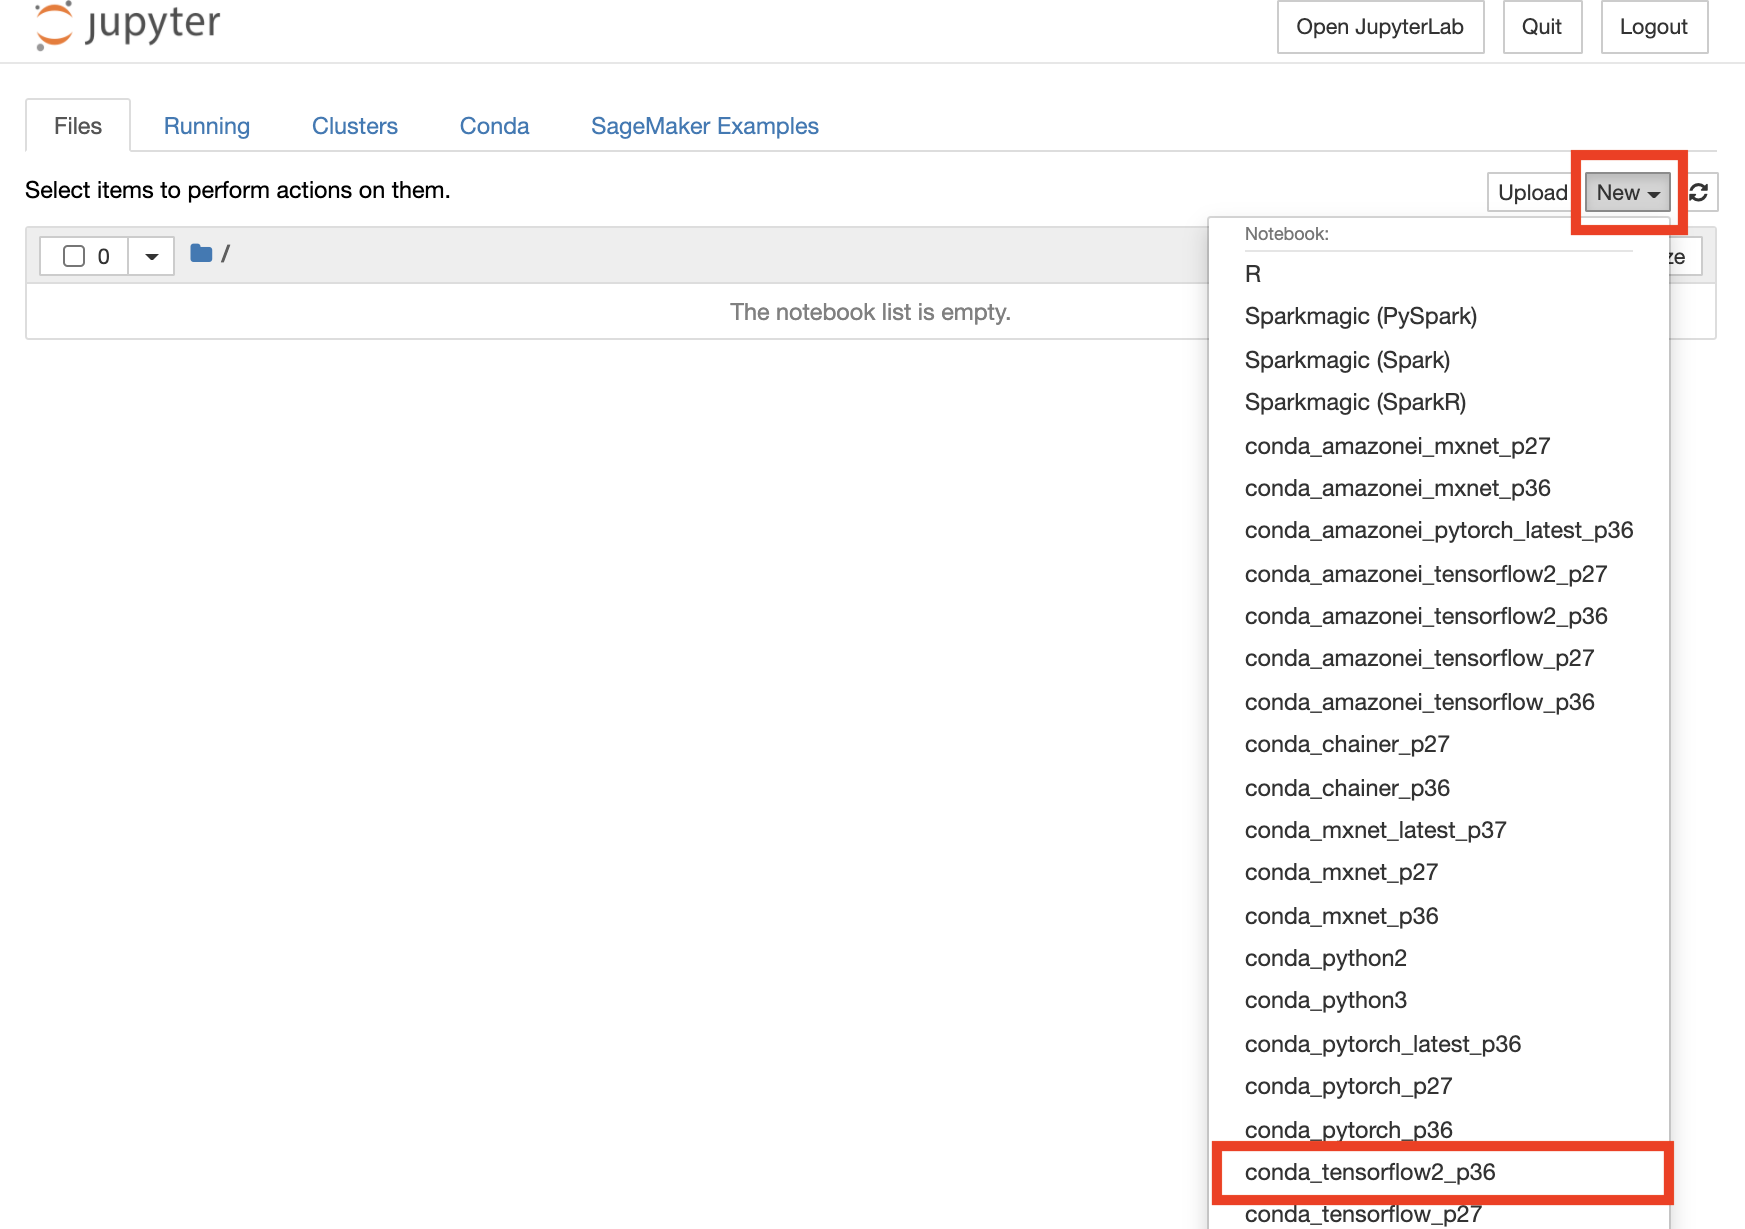 jupyter
Open JupyterLab Quit Logout
Files Running Clusters Conda SageMaker Examples
Select items to perform actions on them.
Upload New
0 /
The notebook list is empty.
Notebook:
R
Sparkmagic (PySpark)
Sparkmagic (Spark)
Sparkmagic (SparkR)
conda_amazonei_mxnet_p27
conda_amazonei_mxnet_p36
conda_amazonei_pytorch_latest_p36
conda_amazonei_tensorflow2_p27
conda_amazonei_tensorflow2_p36
conda_amazonei_tensorflow_p27
conda_amazonei_tensorflow_p36
conda_chainer_p27
conda_chainer_p36
conda_mxnet_latest_p37
conda_mxnet_p27
conda_mxnet_p36
conda_python2
conda_python3
conda_pytorch_latest_p36
conda_pytorch_p27
conda_pytorch_p36
conda_tensorflow2_p36
conda_tensorflow_p27